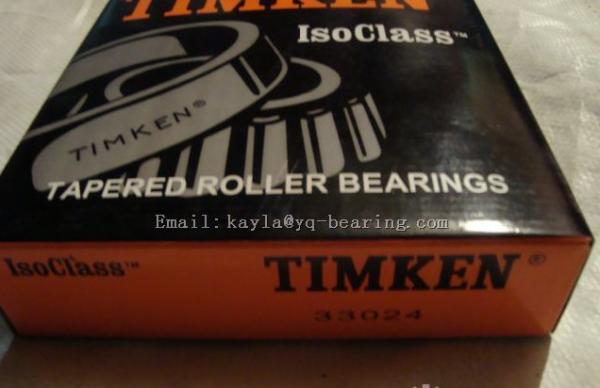 TIMKEN
IsoClass™
TIMKEN®
TAPERED ROLLER BEARINGS
Email:kayla@yq-bearing.com
IsoClass™ TIMKEN®
33024